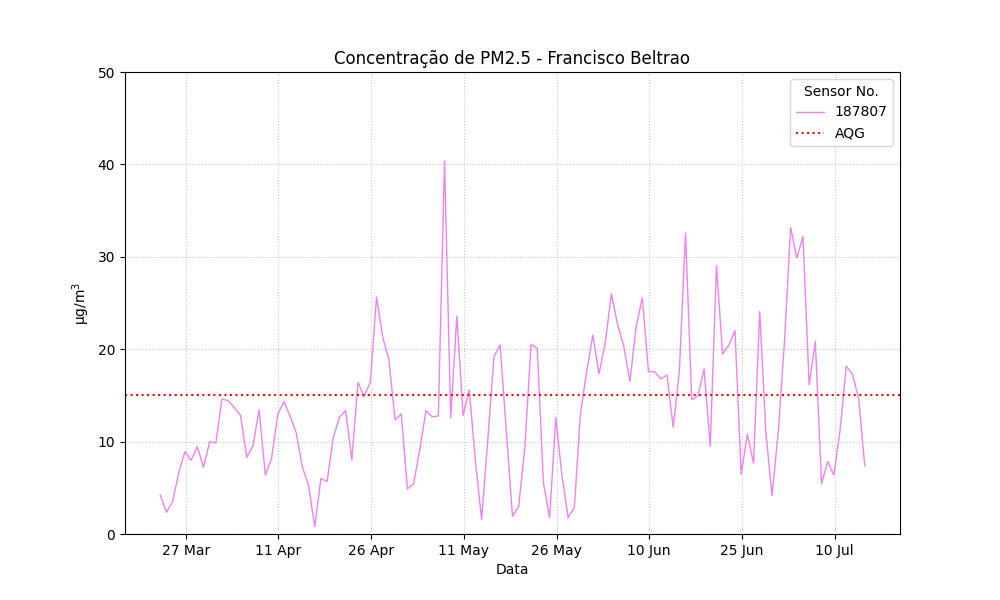 Concentração de PM2.5 - Francisco Beltrao
Sensor No.
187807
AQG
50
40
30
20
10
0
µg/m³
27 Mar 11 Apr 26 Apr 11 May 26 May 10 Jun 25 Jun 10 Jul
Data